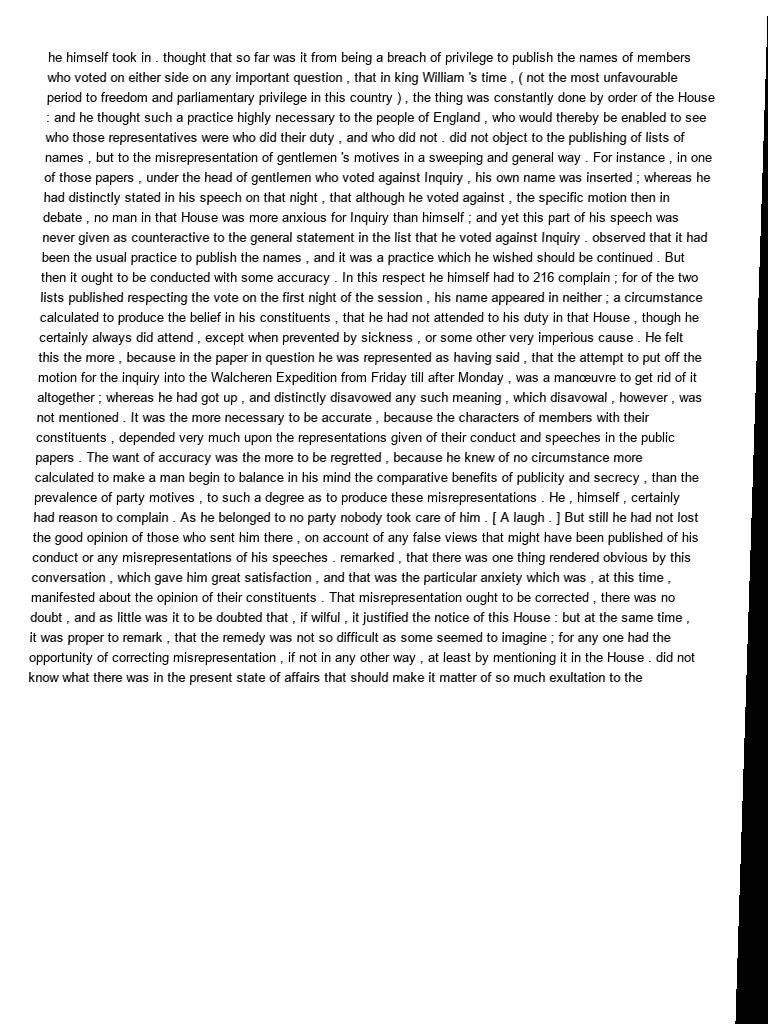 he himself took in . thought that so far was it from being a breach of privilege to publish the names of members
who voted on either side on any important question , that in king William 's time , ( not the most unfavourable
period to freedom and parliamentary privilege in this country ) , the thing was constantly done by order of the House
: and he thought such a practice highly necessary to the people of England , who would thereby be enabled to see
who those representatives were who did their duty , and who did not . did not object to the publishing of lists of
names , but to the misrepresentation of gentlemen 's motives in a sweeping and general way . For instance , in one
of those papers , under the head of gentlemen who voted against Inquiry , his own name was inserted ; whereas he
had distinctly stated in his speech on that night , that although he voted against , the specific motion then in
debate , no man in that House was more anxious for Inquiry than himself ; and yet this part of his speech was
never given as counteractive to the general statement in the list that he voted against Inquiry . observed that it had
been the usual practice to publish the names , and it was a practice which he wished should be continued . But
then it ought to be conducted with some accuracy . In this respect he himself had to 216 complain ; for of the two
lists published respecting the vote on the first night of the session , his name appeared in neither ; a circumstance
calculated to produce the belief in his constituents , that he had not attended to his duty in that House , though he
certainly always did attend , except when prevented by sickness , or some other very imperious cause . He felt
this the more , because in the paper in question he was represented as having said , that the attempt to put off the
motion for the inquiry into the Walcheren Expedition from Friday till after Monday , was a manœuvre to get rid of it
altogether ; whereas he had got up , and distinctly disavowed any such meaning , which disavowal , however , was
not mentioned . It was the more necessary to be accurate , because the characters of members with their
constituents , depended very much upon the representations given of their conduct and speeches in the public
papers . The want of accuracy was the more to be regretted , because he knew of no circumstance more
calculated to make a man begin to balance in his mind the comparative benefits of publicity and secrecy , than the
prevalence of party motives , to such a degree as to produce these misrepresentations . He , himself , certainly
had reason to complain . As he belonged to no party nobody took care of him . [ A laugh . ] But still he had not lost
the good opinion of those who sent him there , on account of any false views that might have been published of his
conduct or any misrepresentations of his speeches . remarked , that there was one thing rendered obvious by this
conversation , which gave him great satisfaction , and that was the particular anxiety which was , at this time ,
manifested about the opinion of their constituents . That misrepresentation ought to be corrected , there was no
doubt , and as little was it to be doubted that , if wilful , it justified the notice of this House : but at the same time ,
it was proper to remark , that the remedy was not so difficult as some seemed to imagine ; for any one had the
opportunity of correcting misrepresentation , if not in any other way , at least by mentioning it in the House . did not
know what there was in the present state of affairs that should make it matter of so much exultation to the